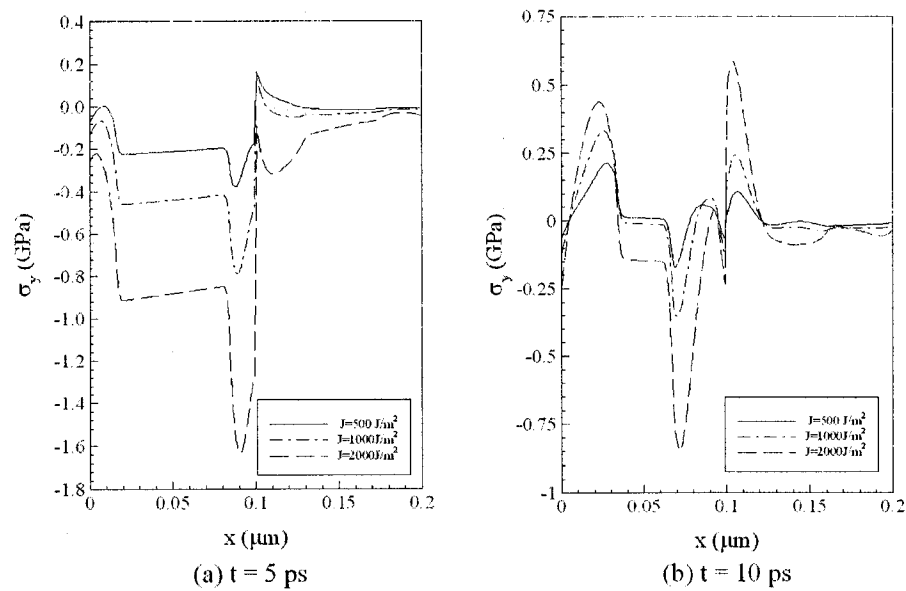 0.4
0.2
0.0
-0.2
-0.4
-0.6
-0.8
-1.0
-1.2
-1.4
-1.6
-1.8
σy (GPa)
0
0.05
0.1
0.15
0.2
x (μm)
J=500 J/m²
J=1000J/m²
J=2000J/m²
(a) t = 5 ps
0.75
0.5
0.25
0
-0.25
-0.5
-0.75
-1
σy (GPa)
0
0.05
0.1
0.15
0.2
x (μm)
J=500 J/m²
J=1000J/m²
J=2000J/m²
(b) t = 10 ps